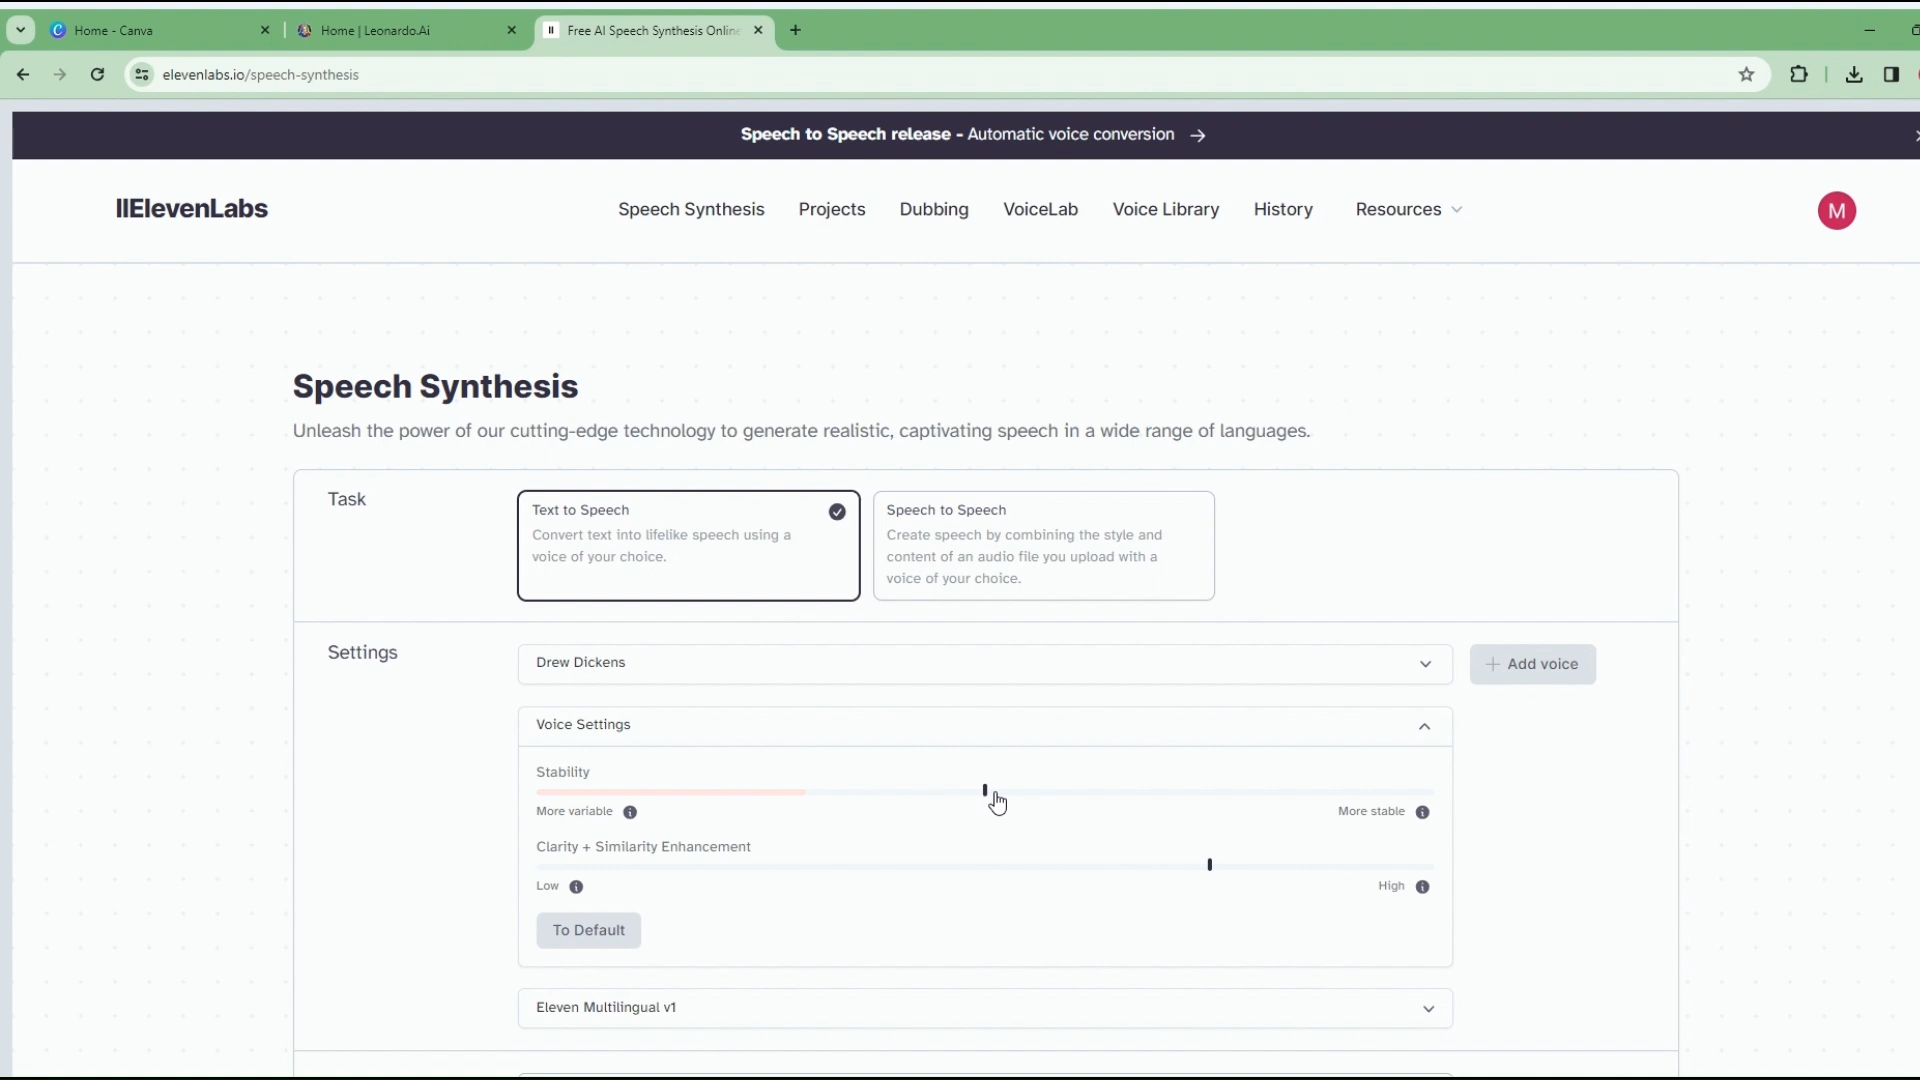 Home - Canva
Home | Leonardo.Ai
Free AI Speech Synthesis Online
elevenlabs.io/speech-synthesis
Speech to Speech release - Automatic voice conversion →
IIElevenLabs
Speech Synthesis
Projects
Dubbing
VoiceLab
Voice Library
History
Resources
M
Speech Synthesis
Unleash the power of our cutting-edge technology to generate realistic, captivating speech in a wide range of languages.
Task
Text to Speech
Convert text into lifelike speech using a
voice of your choice.
Speech to Speech
Create speech by combining the style and
content of an audio file you upload with a
voice of your choice.
Settings
Drew Dickens
+ Add voice
Voice Settings
Stability
More variable
More stable
Clarity + Similarity Enhancement
Low
High
To Default
Eleven Multilingual v1